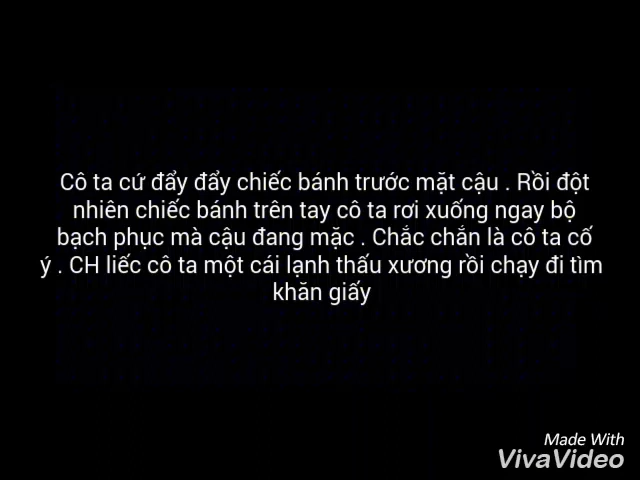 Cô ta cứ đẩy đẩy chiếc bánh trước mặt cậu . Rồi đột
nhiên chiếc bánh trên tay cô ta rơi xuống ngay bộ
bạch phục mà cậu đang mặc . Chắc chắn là cô ta cố
ý . CH liếc cô ta một cái lạnh thấu xương rồi chạy đi tìm
khăn giấy
Made With
VivaVideo